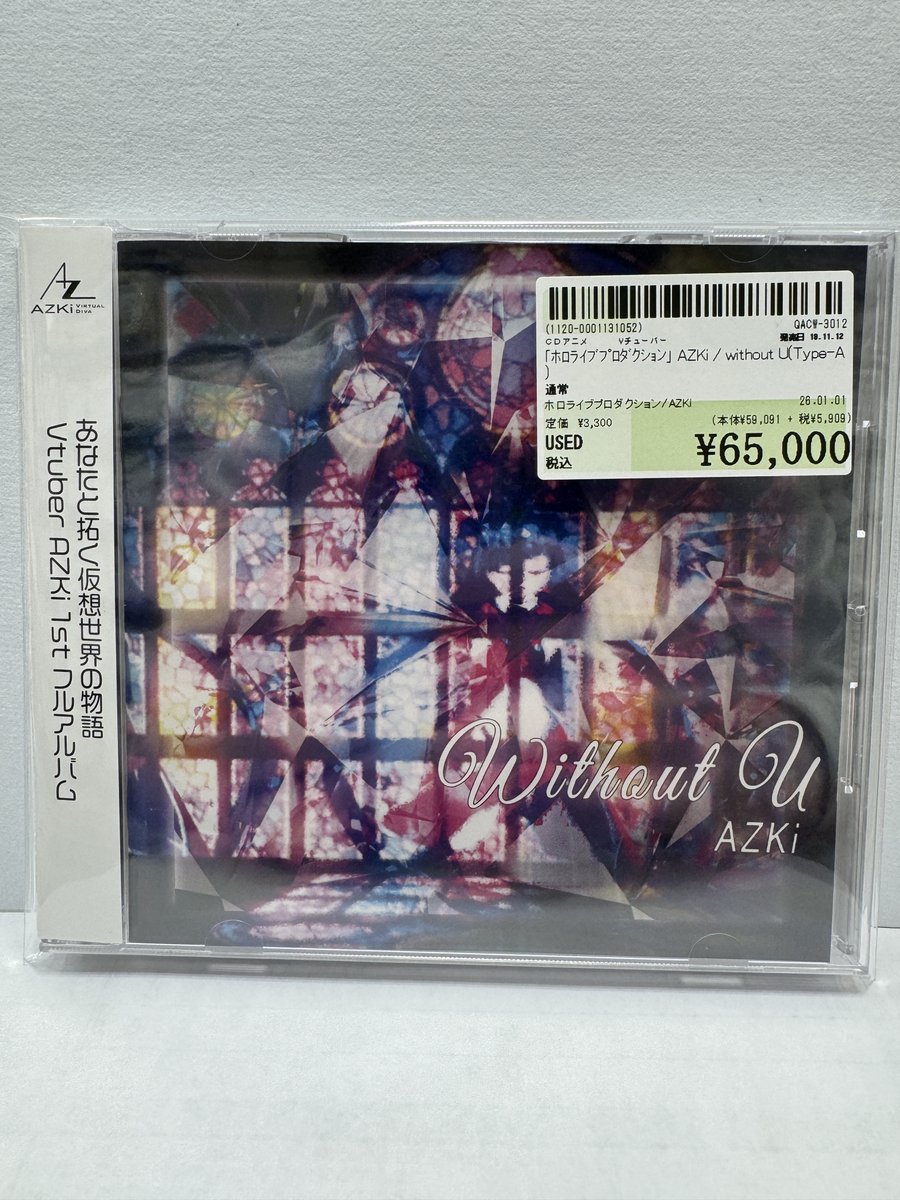 AZ
AZKi VIRTUAL DiVA
あなたと拓く仮想世界の物語
Vtuber AZKi 1st フルアルバム
(1120-0001131052)
QACW-3012
CDアニメ Vチューバー
発売日 19.11.12
「ホロライブプロダクション」 AZKi / without U(Type-A
)
通常
ホロライブプロダクション/AZKi
26.01.01
定価 ¥3,300
(本体¥59,091 + 税¥5,909)
USED
税込
¥65,000
Without U
AZKi